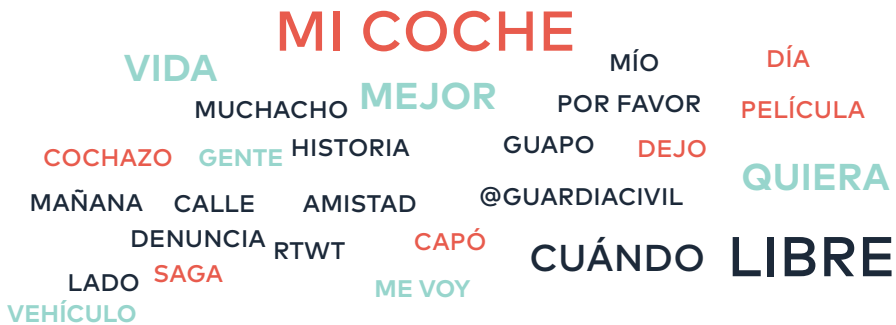 MI COCHE
VIDA
MÍO
DÍA
MEJOR
MUCHACHO
POR FAVOR
PELÍCULA
COCHAZO
GENTE
HISTORIA
GUAPO
DEJO
QUIERA
MAÑANA
CALLE
AMISTAD
@GUARDIACIVIL
DENUNCIA
RTWT
CAPÓ
CUÁNDO
LIBRE
LADO
SAGA
ME VOY
VEHÍCULO